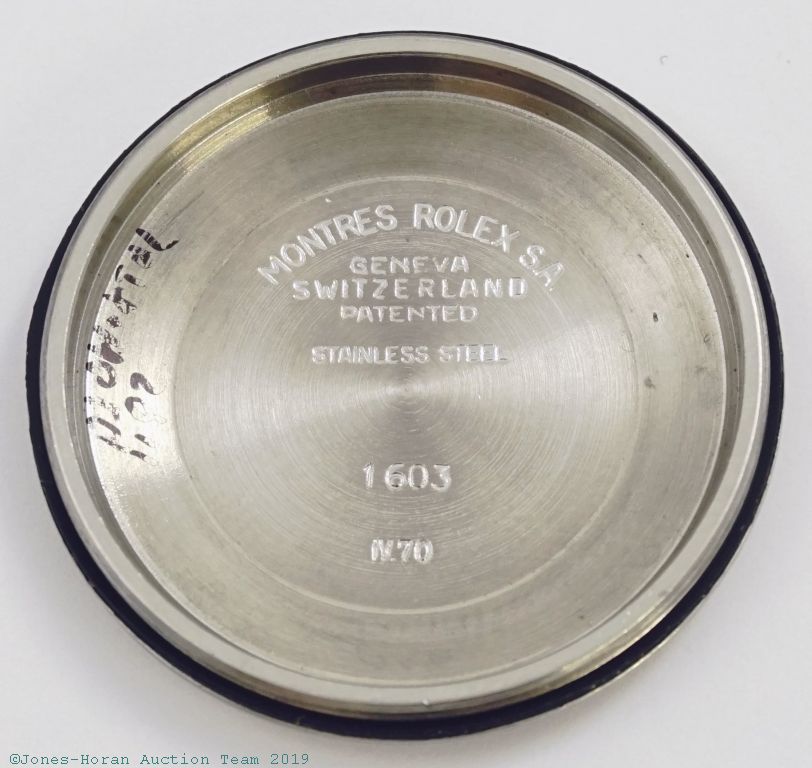 MONTRES ROLEX S.A.
GENEVA
SWITZERLAND
PATENTED
STAINLESS STEEL
1603
IV.70
©Jones-Horan Auction Team 2019